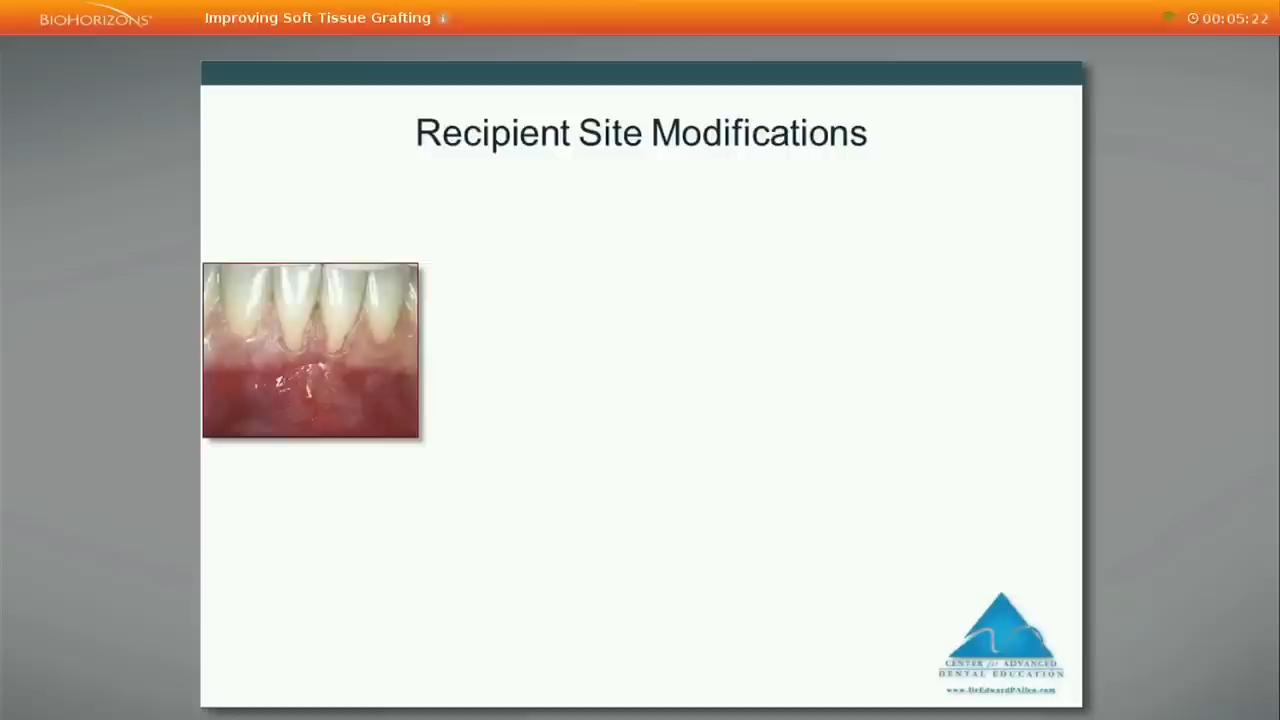 BIOHORIZONS®
Improving Soft Tissue Grafting
00:05:22
Recipient Site Modifications
CENTER for ADVANCED
DENTAL EDUCATION
www.DrEdwardPAllen.com